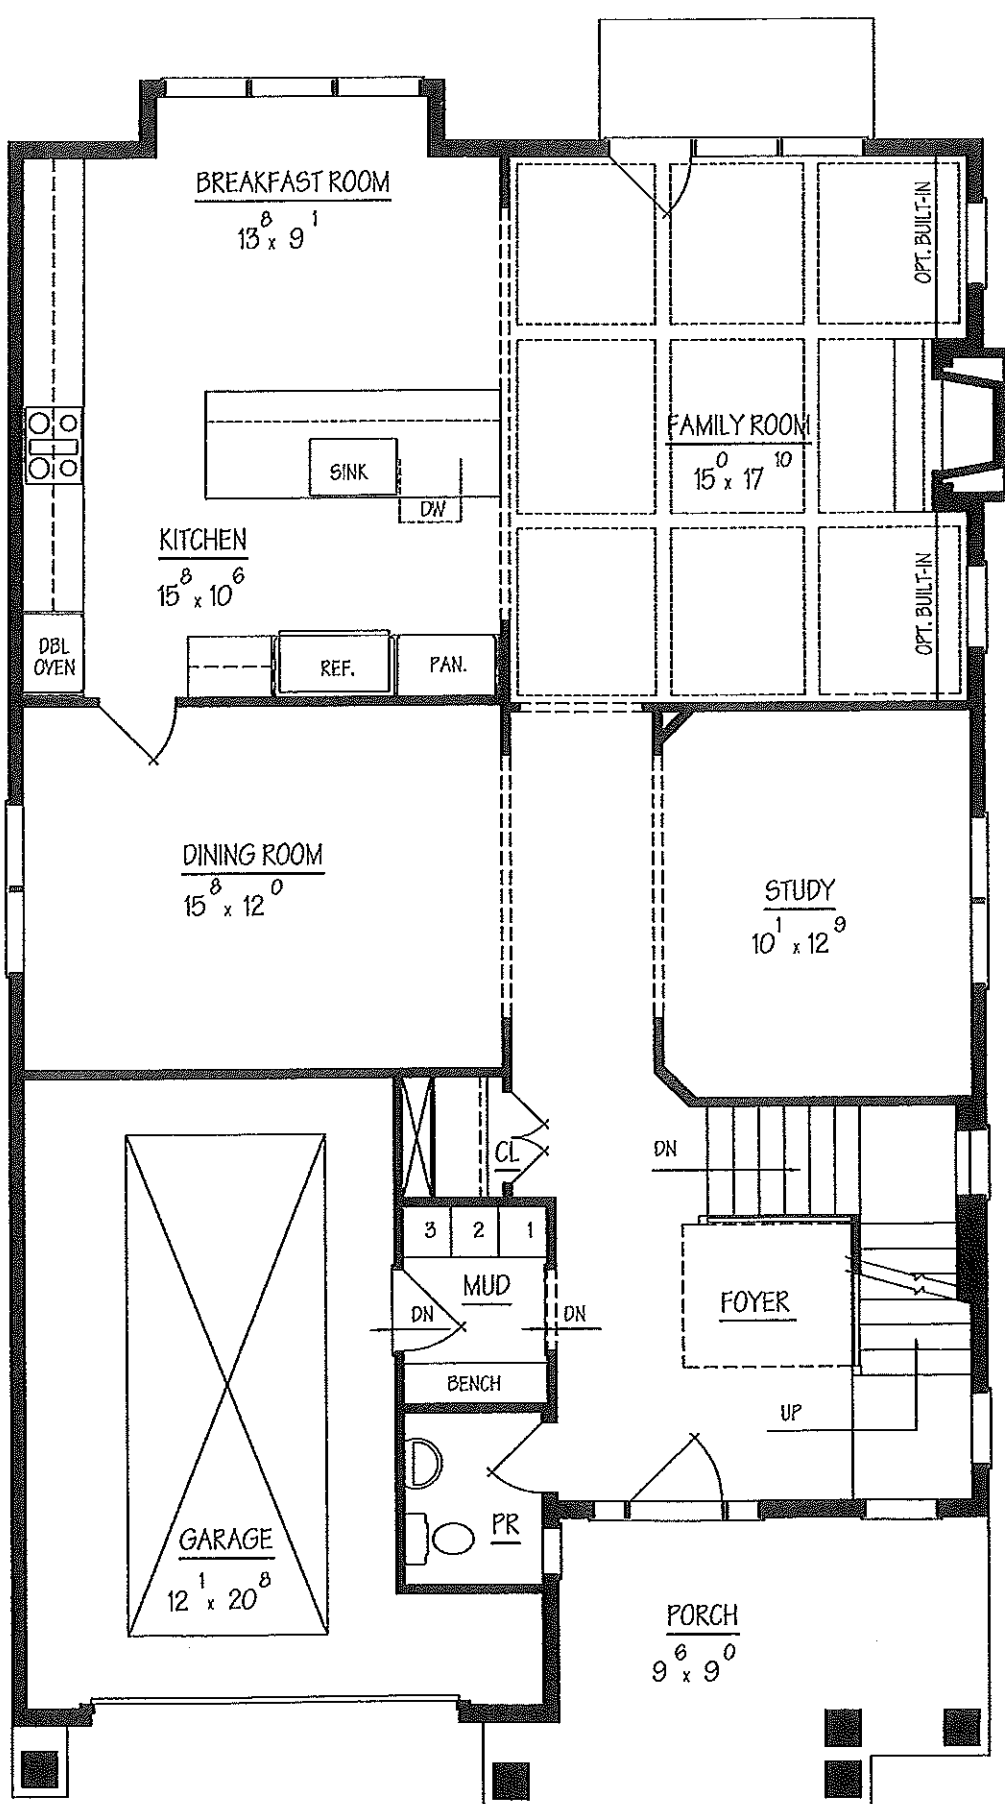 BREAKFAST ROOM
13⁸ x 9¹
OPT. BUILT-IN
FAMILY ROOM
15⁰ x 17¹⁰
SINK
DW
KITCHEN
15⁸ x 10⁶
OPT. BUILT-IN
DBL
OVEN
REF.
PAN.
DINING ROOM
15⁸ x 12⁰
STUDY
10¹ x 12⁹
CL
DN
3 2 1
MUD
DN
DN
FOYER
BENCH
UP
PR
GARAGE
12¹ x 20⁸
PORCH
9⁶ x 9⁰